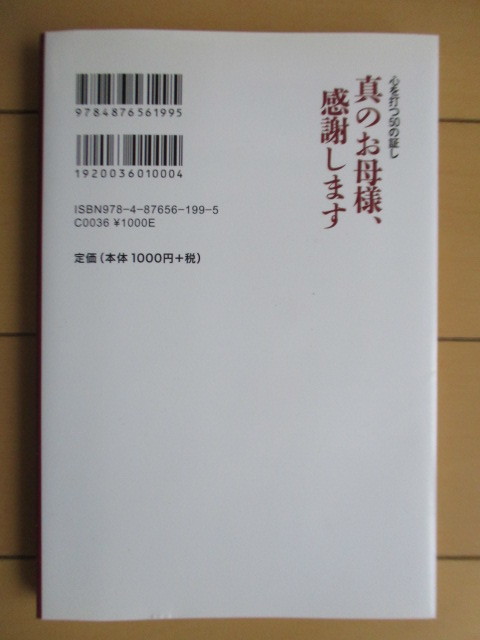 心を打つ50の証し
真のお母様、
感謝します
9784876561995
1920036010004
ISBN978-4-87656-199-5
C0036 ¥1000E
定価(本体1000円+税)